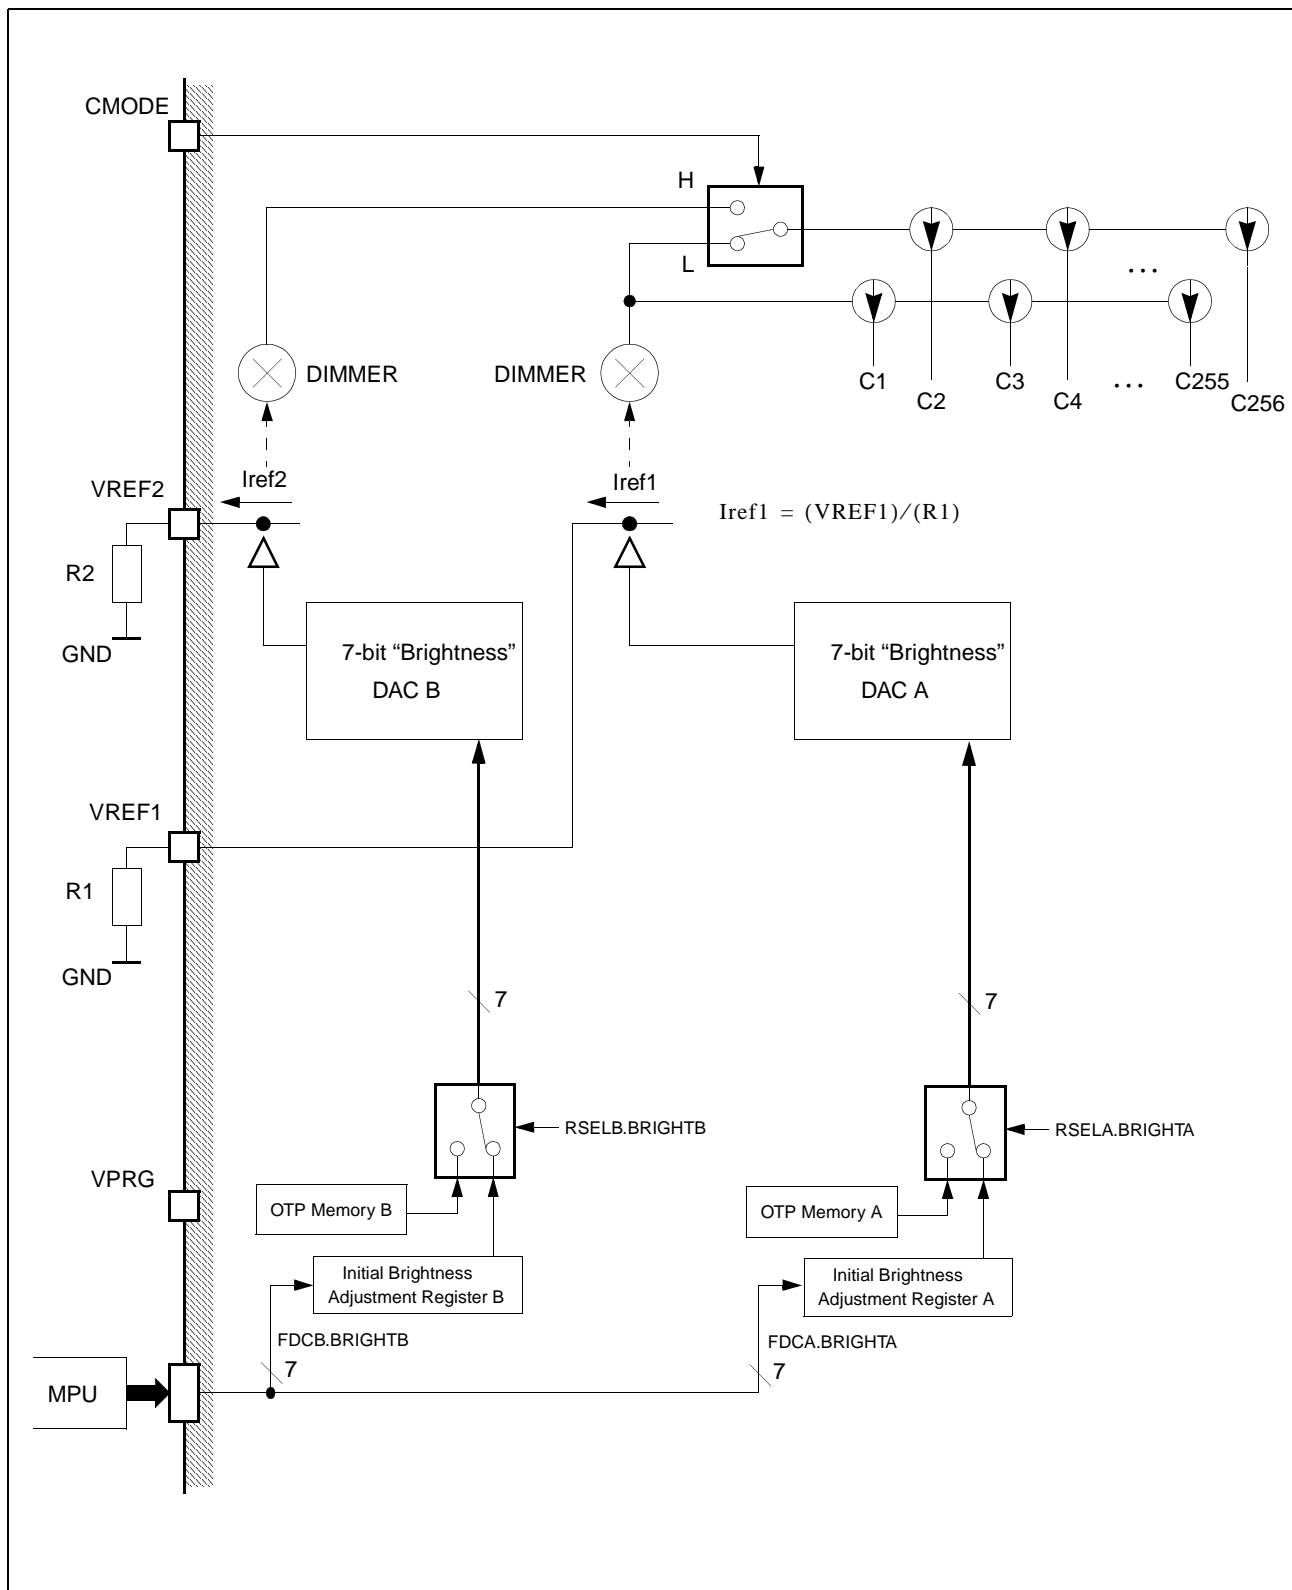 CMODE
H
L
...
DIMMER
DIMMER
C1
C2
C3
C4
...
C255
C256
Iref2
Iref1
VREF2
Iref1 = (VREF1)/(R1)
R2
GND
7-bit “Brightness”
DAC B
7-bit “Brightness”
DAC A
VREF1
R1
GND
7
7
RSELB.BRIGHTB
RSELA.BRIGHTA
VPRG
OTP Memory B
OTP Memory A
Initial Brightness
Adjustment Register B
Initial Brightness
Adjustment Register A
FDCB.BRIGHTB
FDCA.BRIGHTA
7
7
MPU